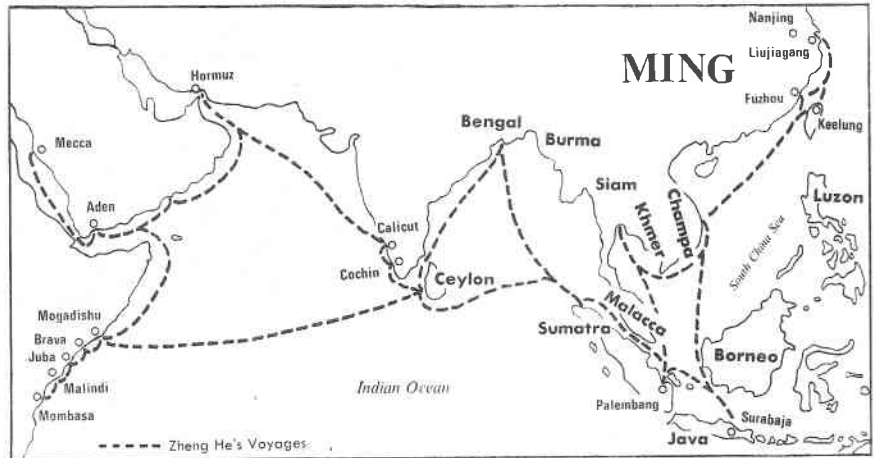 Nanjing
Liujiagang
MING
Hormuz
Fuzhou
Keelung
Bengal
Burma
Mecca
Siam
Khmer
Champa
Luzon
Aden
South China Sea
Calicut
Cochin
Ceylon
Malacca
Mogadishu
Sumatra
Brava
Juba
Borneo
Malindi
Indian Ocean
Mombasa
Palembang
Surabaja
Java
Zheng He's Voyages